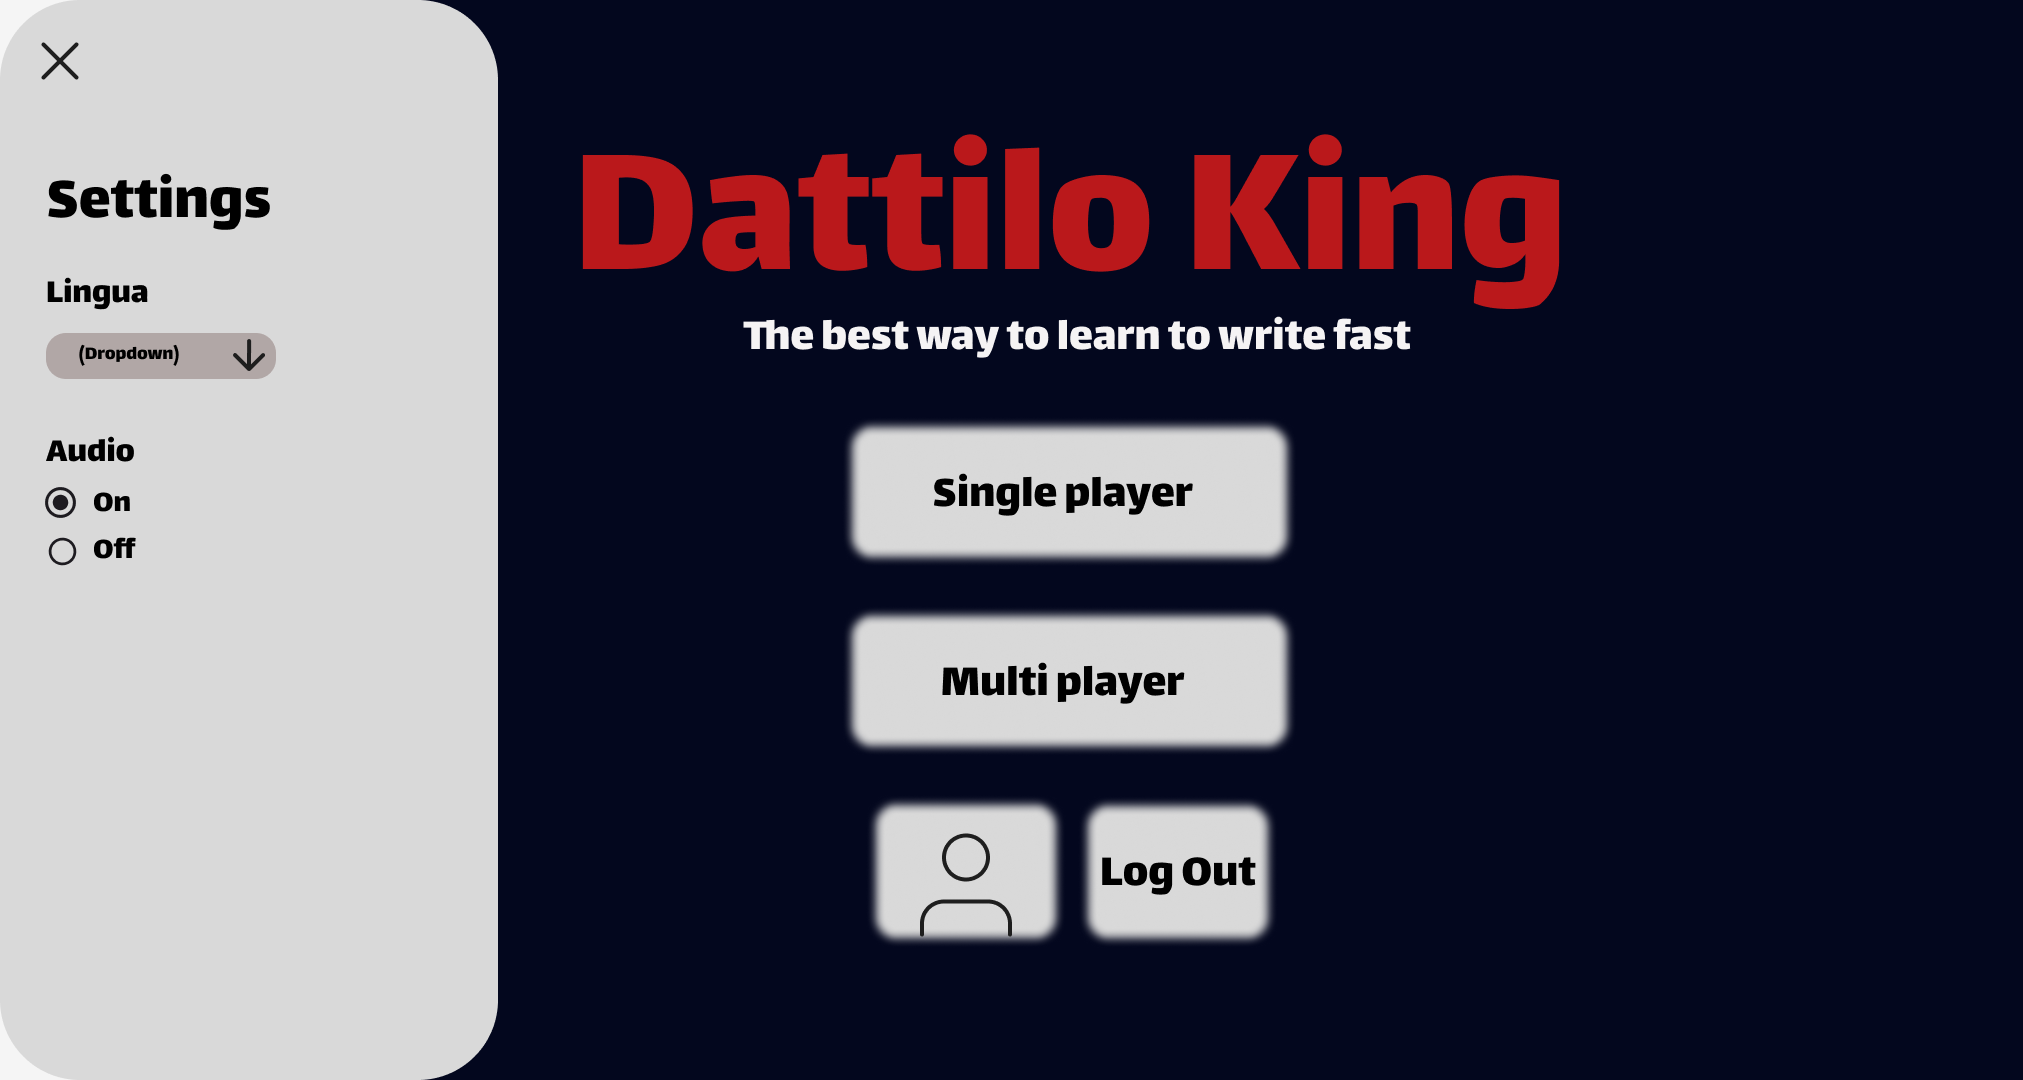 Settings
Lingua
(Dropdown)
Audio
On
Off
Dattilo King
The best way to learn to write fast
Single player
Multi player
Log Out